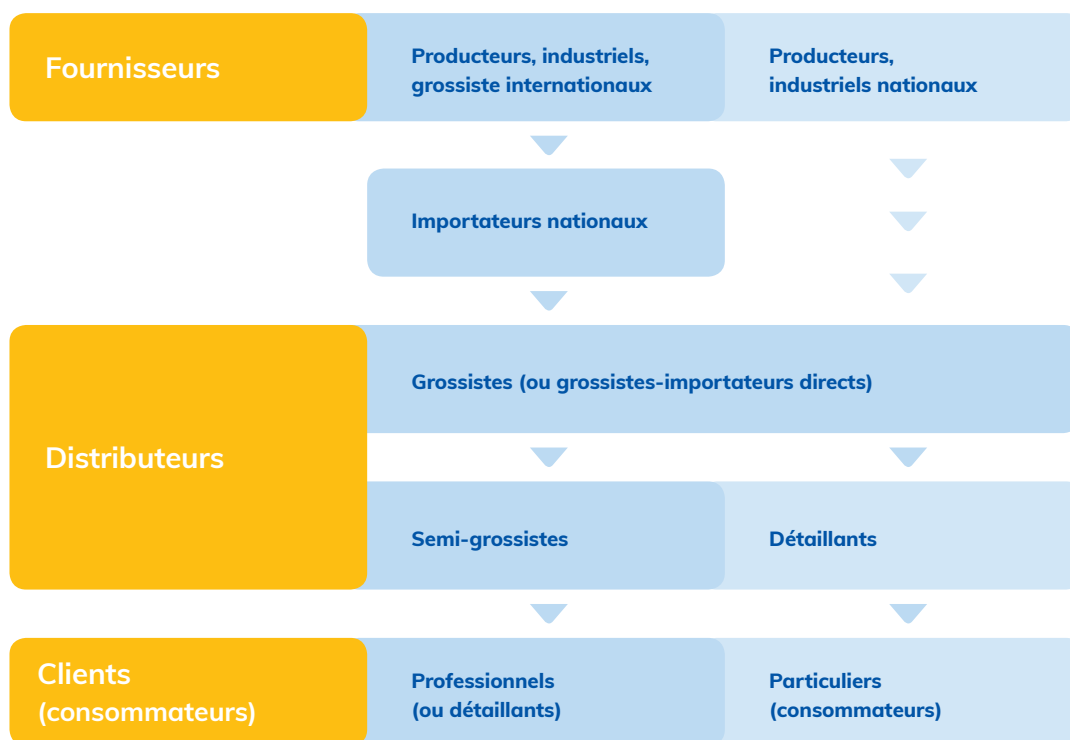 Fournisseurs
Producteurs, industriels,
grossiste internationaux
Producteurs,
industriels nationaux
Importateurs nationaux
Distributeurs
Grossistes (ou grossistes-importateurs directs)
Semi-grossistes
Détaillants
Clients
(consommateurs)
Professionnels
(ou détaillants)
Particuliers
(consommateurs)